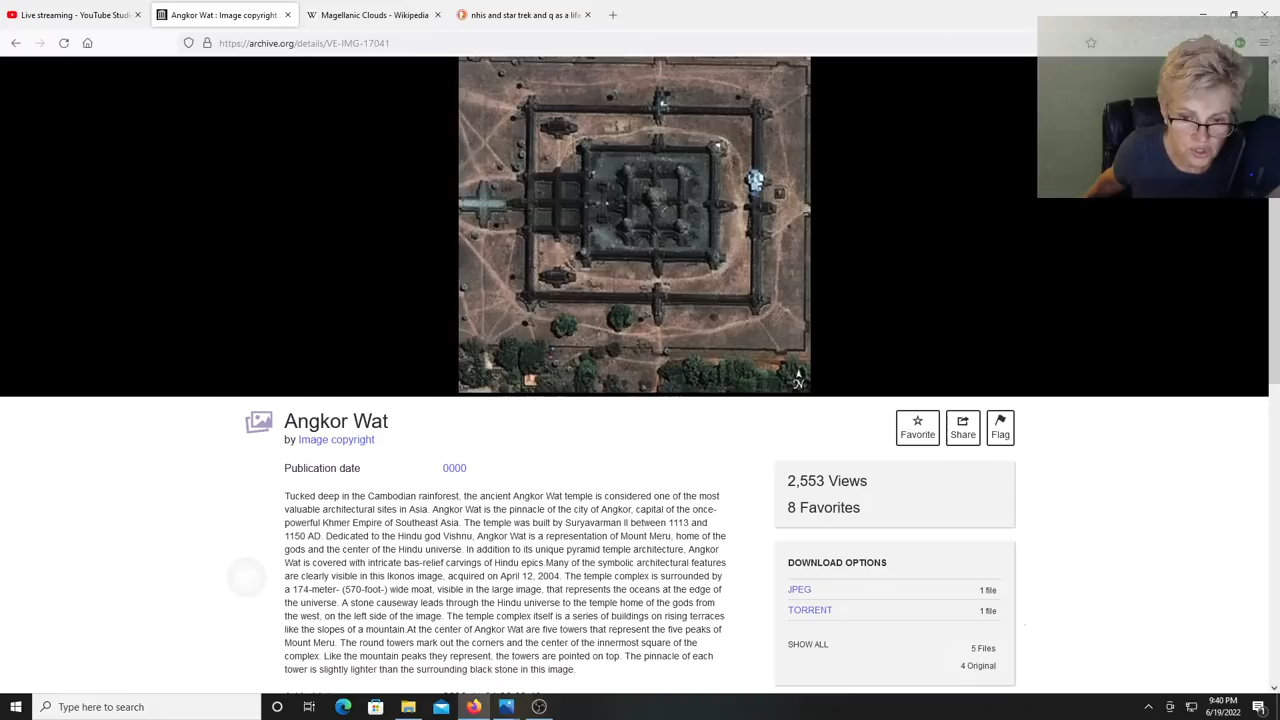 Live streaming - YouTube Studio
Angkor Wat : Image copyright
Magellanic Clouds - Wikipedia
nhis and star trek and q as a life
https://archive.org/details/VE-IMG-17041
N
Angkor Wat
by Image copyright
Favorite Share Flag
Publication date 0000
2,553 Views
8 Favorites
Tucked deep in the Cambodian rainforest, the ancient Angkor Wat temple is considered one of the most
valuable architectural sites in Asia. Angkor Wat is the pinnacle of the city of Angkor, capital of the once-
powerful Khmer Empire of Southeast Asia. The temple was built by Suryavarman II between 1113 and
1150 AD. Dedicated to the Hindu god Vishnu, Angkor Wat is a representation of Mount Meru, home of the
gods and the center of the Hindu universe. In addition to its unique pyramid temple architecture, Angkor
Wat is covered with intricate bas-relief carvings of Hindu epics.Many of the symbolic architectural features
are clearly visible in this Ikonos image, acquired on April 12, 2004. The temple complex is surrounded by
a 174-meter- (570-foot-) wide moat, visible in the large image, that represents the oceans at the edge of
the universe. A stone causeway leads through the Hindu universe to the temple home of the gods from
the west, on the left side of the image. The temple complex itself is a series of buildings on rising terraces
like the slopes of a mountain.At the center of Angkor Wat are five towers that represent the five peaks of
Mount Meru. The round towers mark out the corners and the center of the innermost square of the
complex. Like the mountain peaks they represent, the towers are pointed on top. The pinnacle of each
tower is slightly lighter than the surrounding black stone in this image.
DOWNLOAD OPTIONS
JPEG 1 file
TORRENT 1 file
SHOW ALL 5 Files
4 Original
Type here to search
9:40 PM
6/19/2022